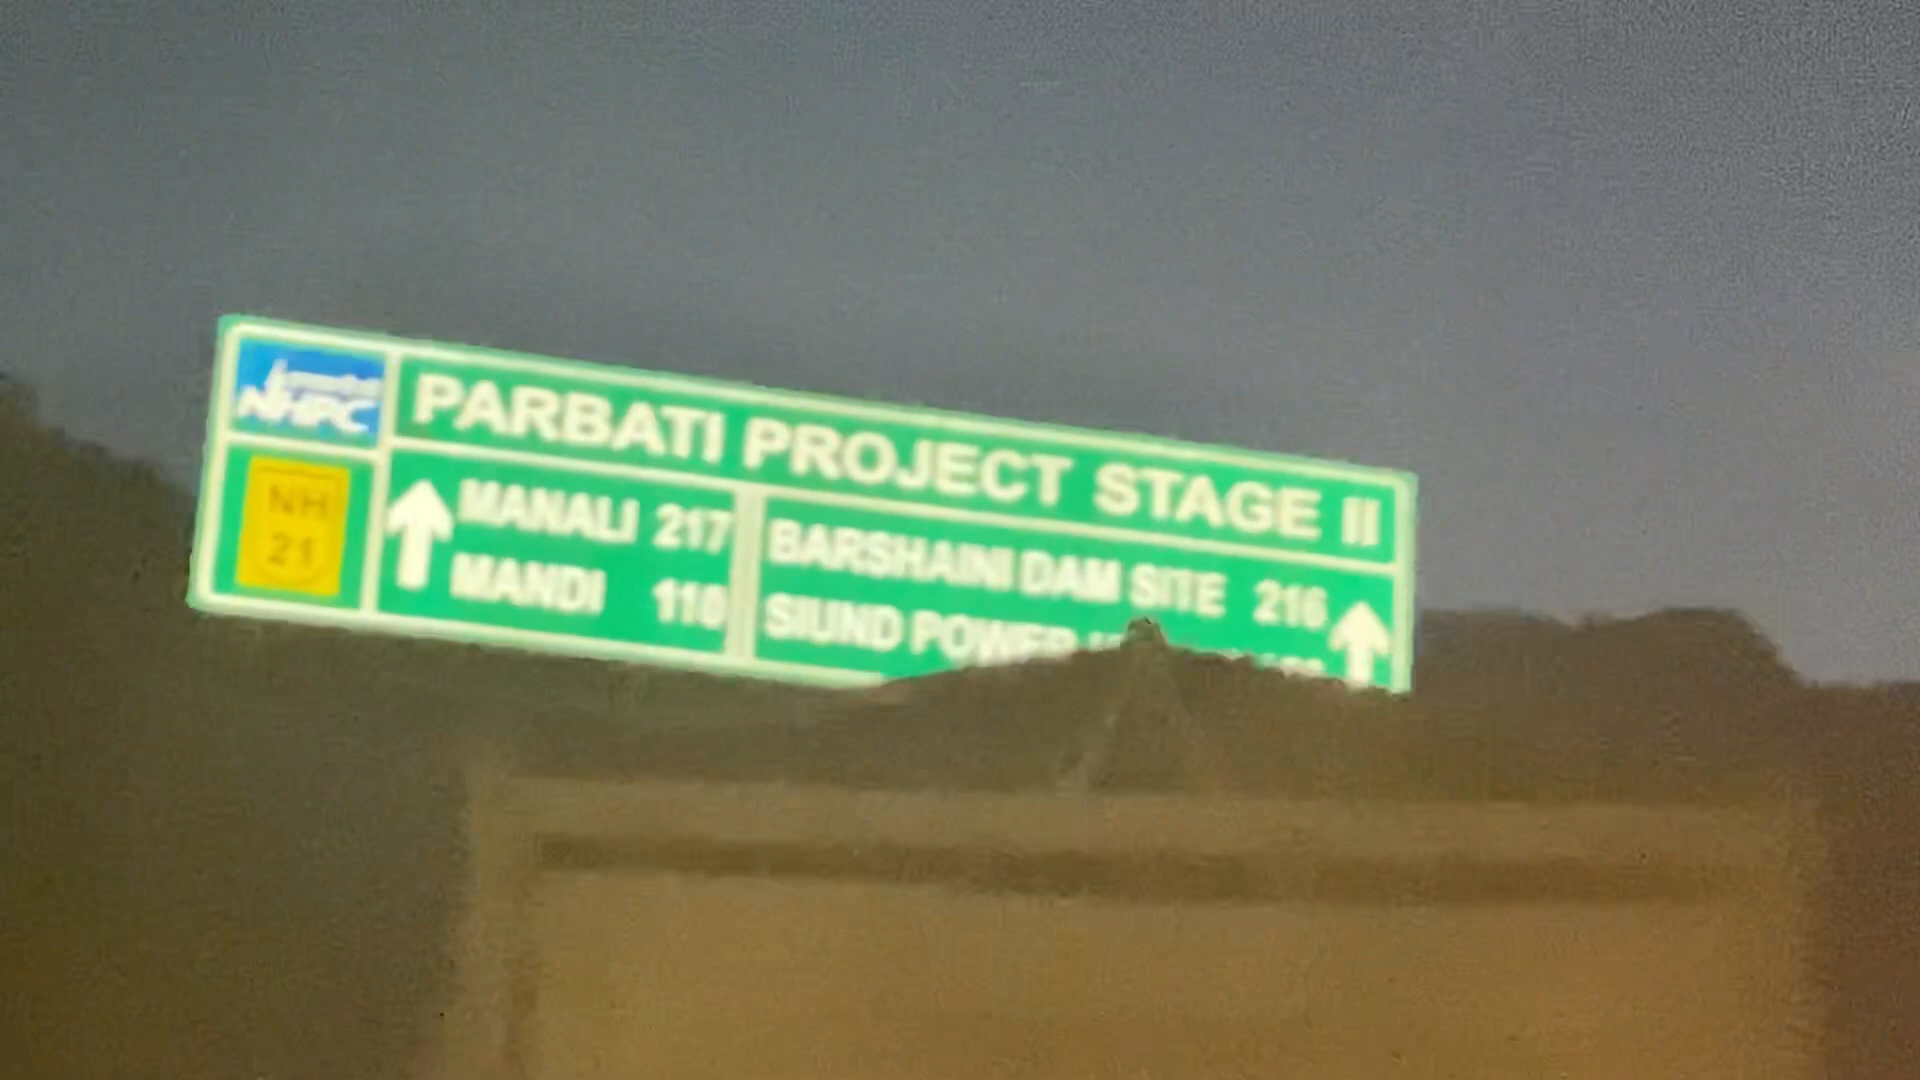 NHPC
PARBATI PROJECT STAGE II
NH
21
MANALI 217
MANDI 110
BARSHAINI DAM SITE 216
SIUND POWER